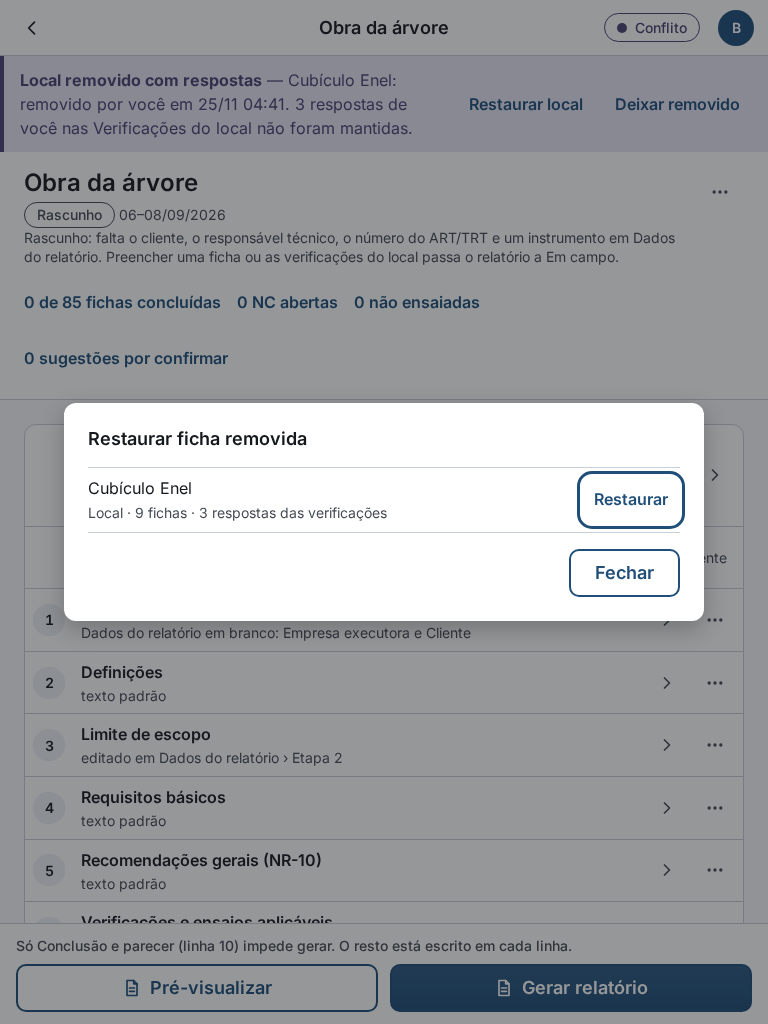 Obra da árvore
Conflito
B
Local removido com respostas — Cubículo Enel:
removido por você em 25/11 04:41. 3 respostas de
você nas Verificações do local não foram mantidas.
Restaurar local
Deixar removido
Obra da árvore
Rascunho 06–08/09/2026
Rascunho: falta o cliente, o responsável técnico, o número do ART/TRT e um instrumento em Dados
do relatório. Preencher uma ficha ou as verificações do local passa o relatório a Em campo.
0 de 85 fichas concluídas 0 NC abertas 0 não ensaiadas
0 sugestões por confirmar
Restaurar ficha removida
Cubículo Enel
Local · 9 fichas · 3 respostas das verificações
Restaurar
Fechar
1
Dados do relatório em branco: Empresa executora e Cliente
2
Definições
texto padrão
3
Limite de escopo
editado em Dados do relatório › Etapa 2
4
Requisitos básicos
texto padrão
5
Recomendações gerais (NR-10)
texto padrão
Verificações e ensaios aplicáveis
Só Conclusão e parecer (linha 10) impede gerar. O resto está escrito em cada linha.
Pré-visualizar
Gerar relatório